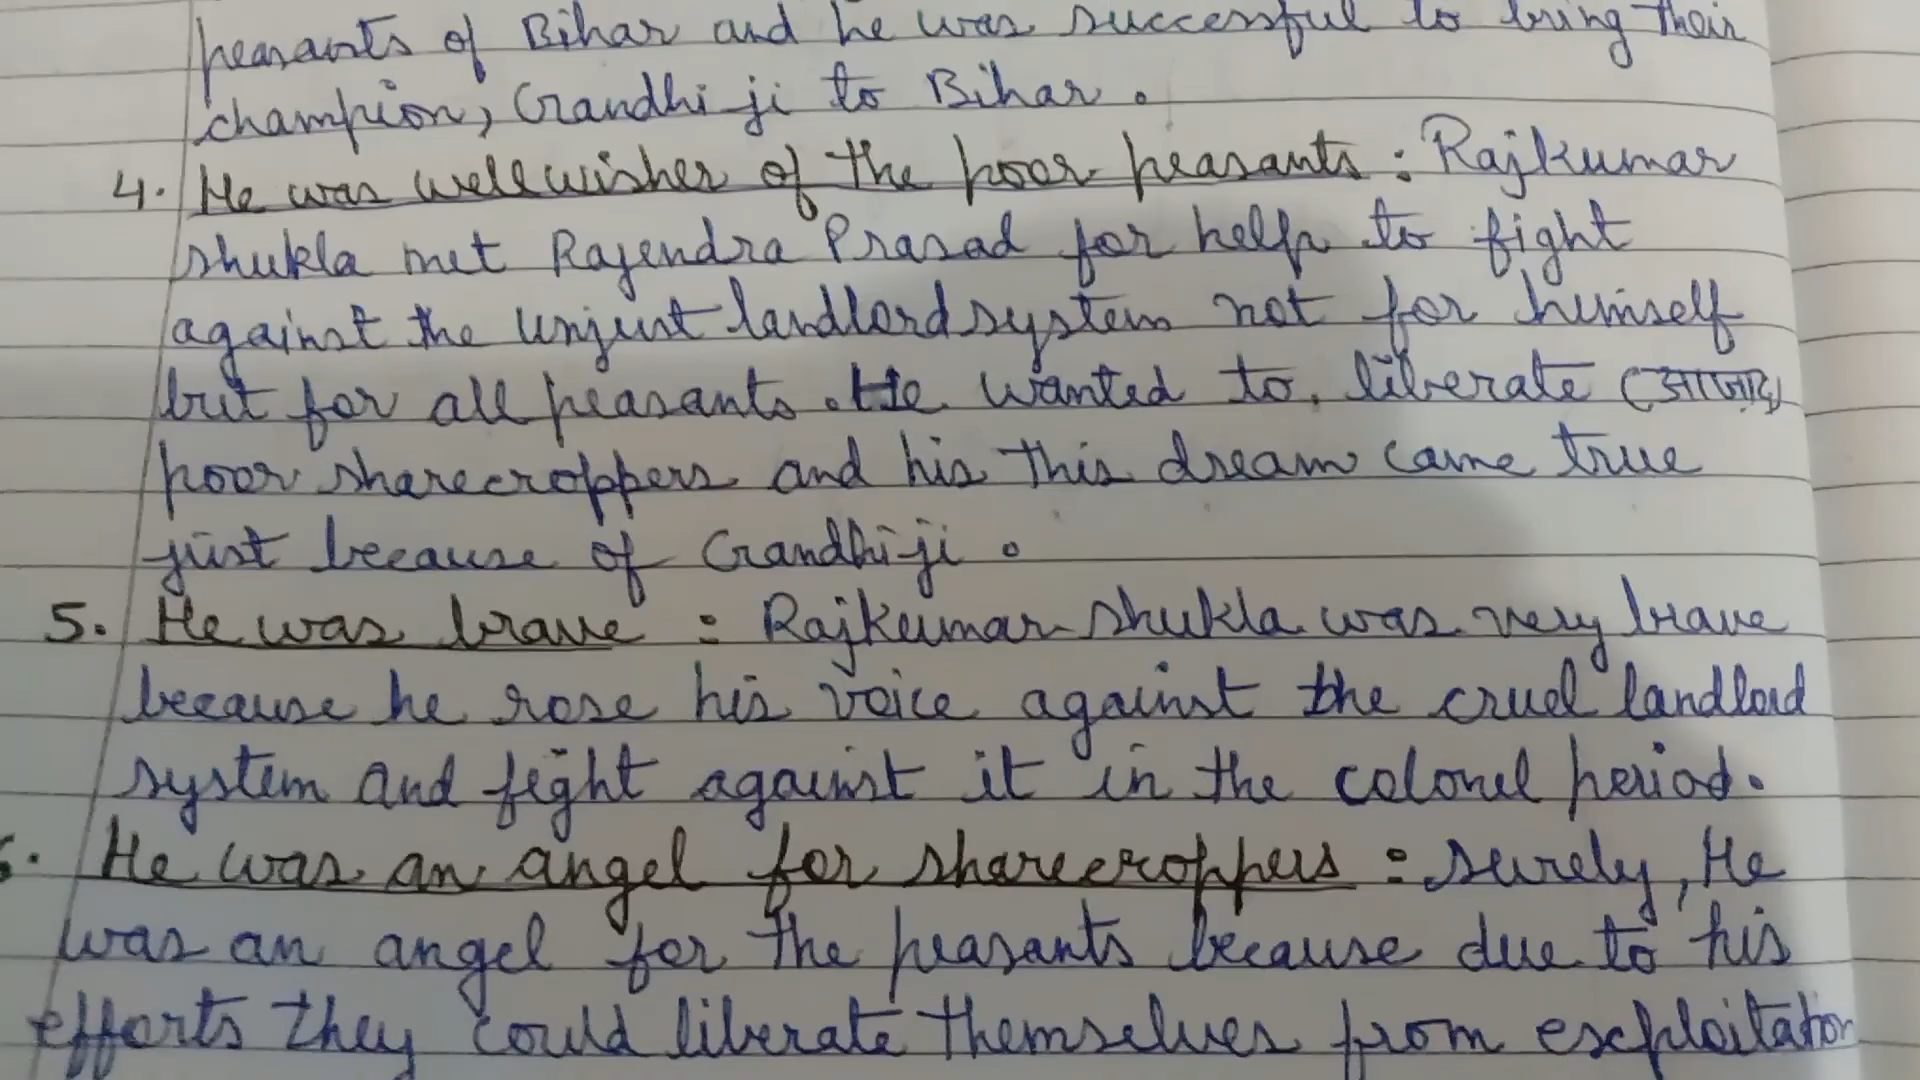 peasants of Bihar and he was successful to bring their
champion, Gandhi ji to Bihar.
4. He was wellwisher of the poor peasants : Rajkumar
shukla met Rajendra Prasad for help to fight
against the unjust landlord system not for himself
but for all peasants. He wanted to, liberate (आजाद)
poor sharecroppers and his this dream came true
just because of Gandhiji.
5. He was brave : Rajkumar shukla was very brave
because he rose his voice against the cruel landlord
system and fight against it in the colonel period.
6. He was an angel for sharecroppers : surely, He
was an angel for the peasants because due to his
efforts they could liberate themselves from exploitation